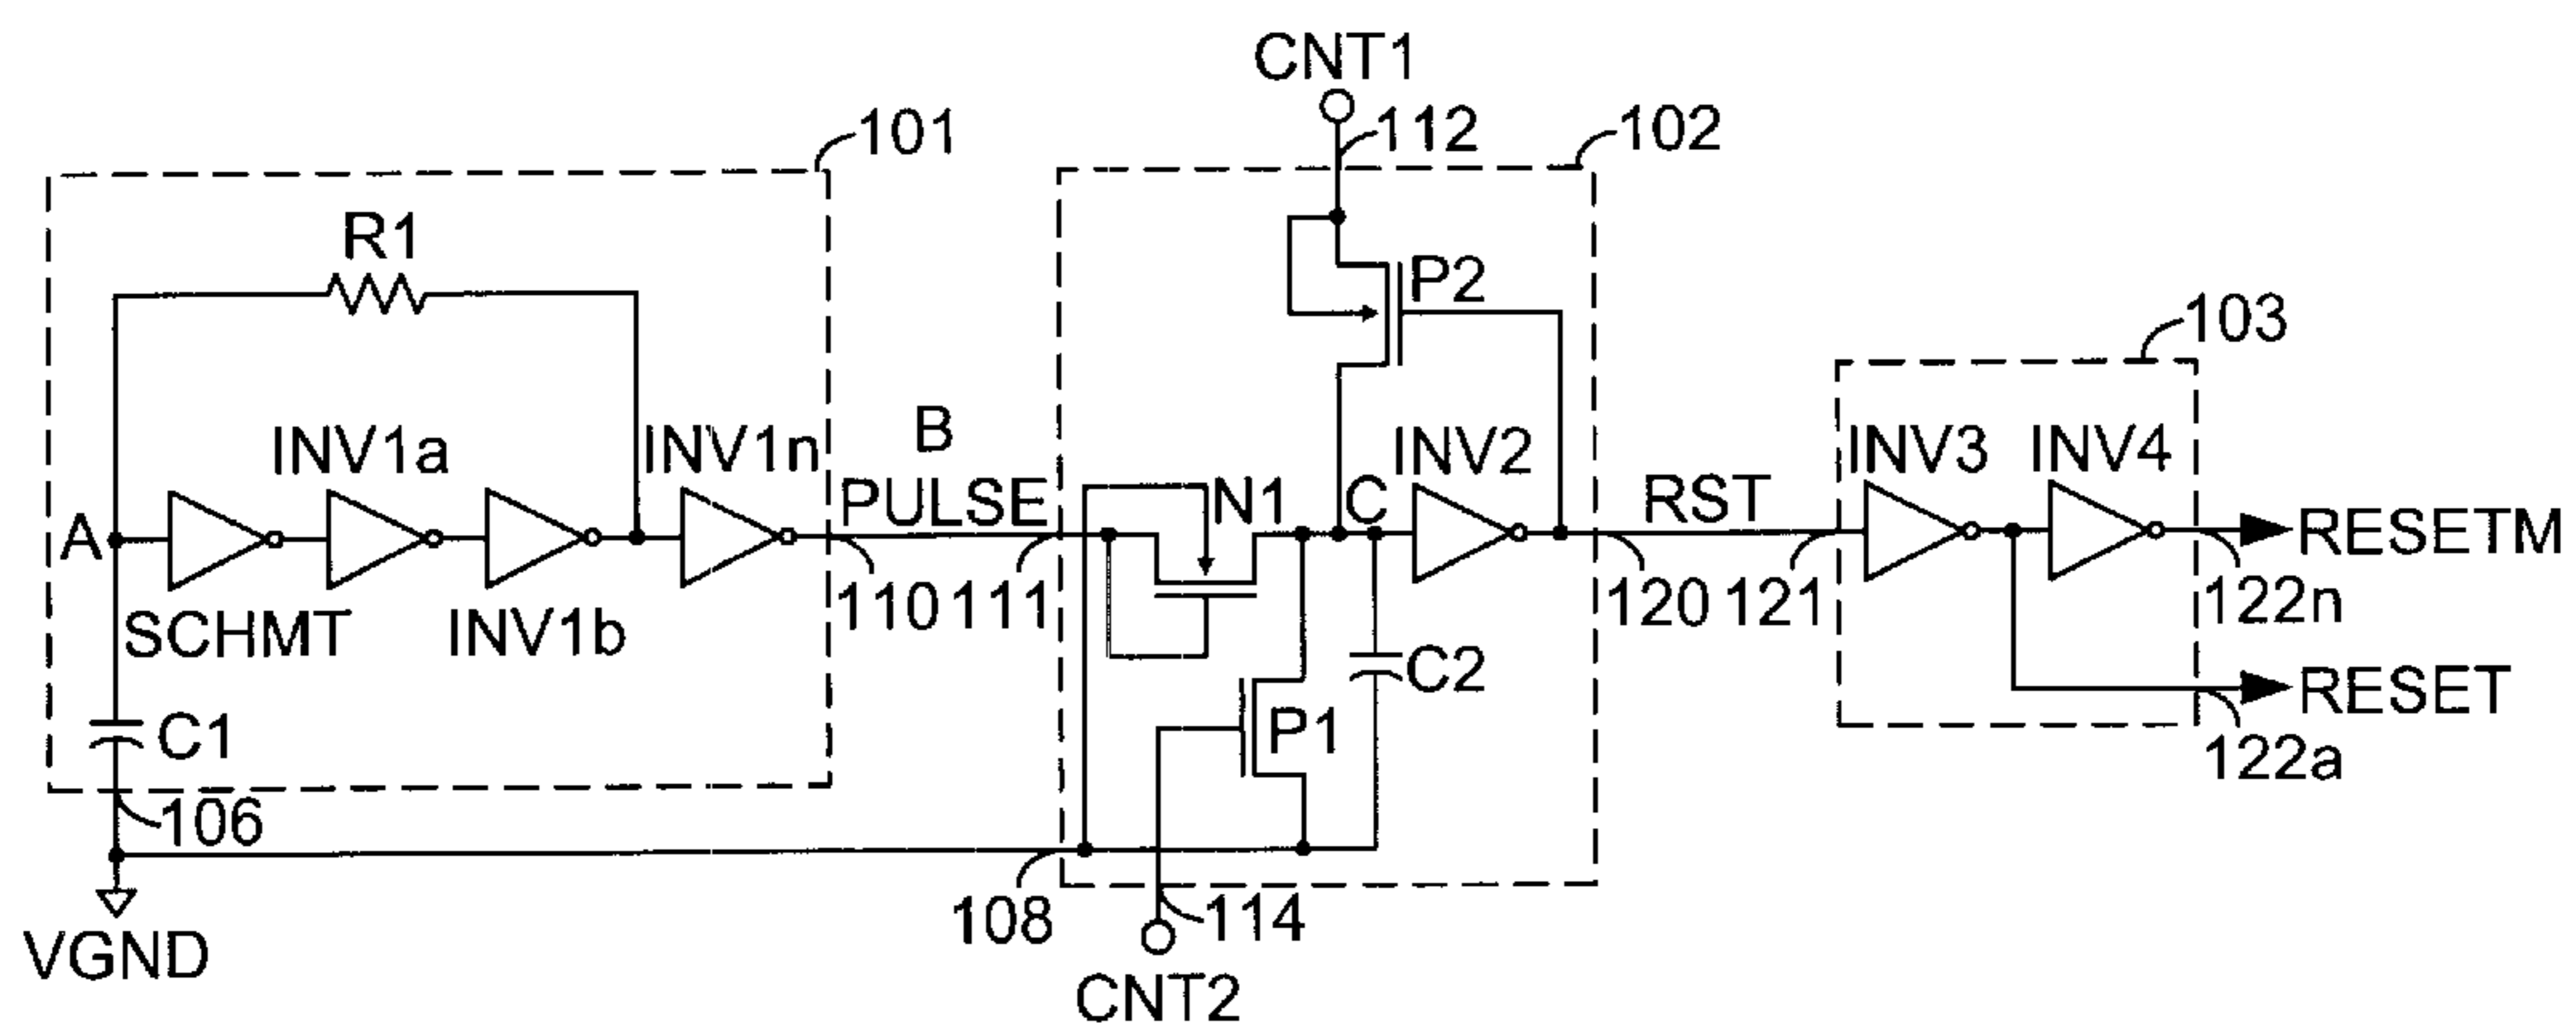 CNT1
112
102
101
R1
P2
103
B
INV1a
INV1n
INV2
INV3
INV4
PULSE
N1
C
RST
A
RESETM
110
111
120
121
122n
SCHMT
INV1b
C2
RESET
C1
P1
122a
106
108
114
VGND
CNT2